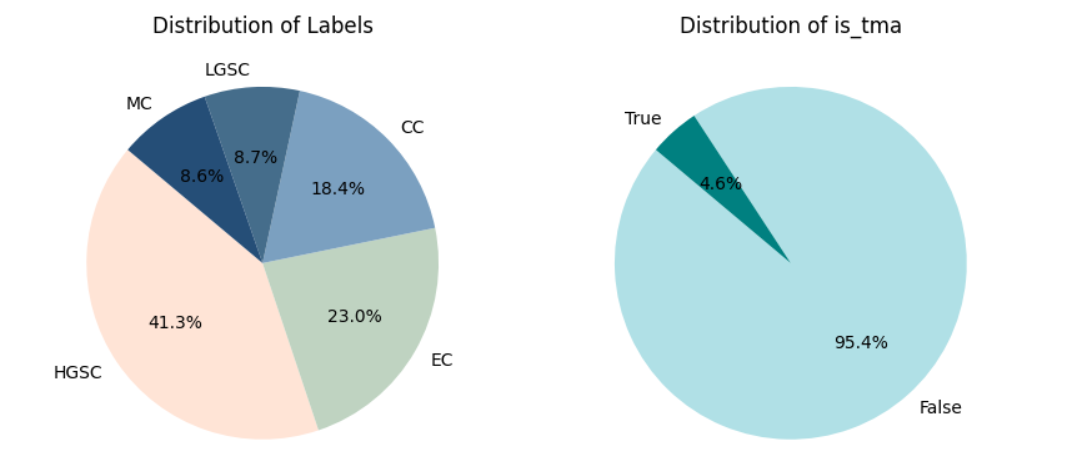 Distribution of Labels
LGSC
MC
CC
8.7%
8.6%
18.4%
41.3%
23.0%
HGSC
EC
Distribution of is_tma
True
4.6%
95.4%
False